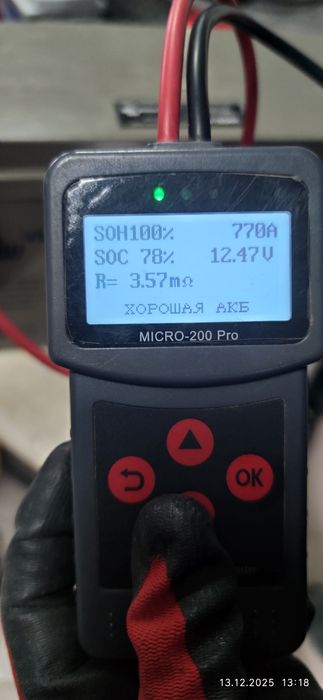 SOH100% 770A
SOC 78% 12.47V
R= 3.57mΩ
ХОРОШАЯ АКБ
MICRO-200 Pro
OK
13.12.2025 13:18